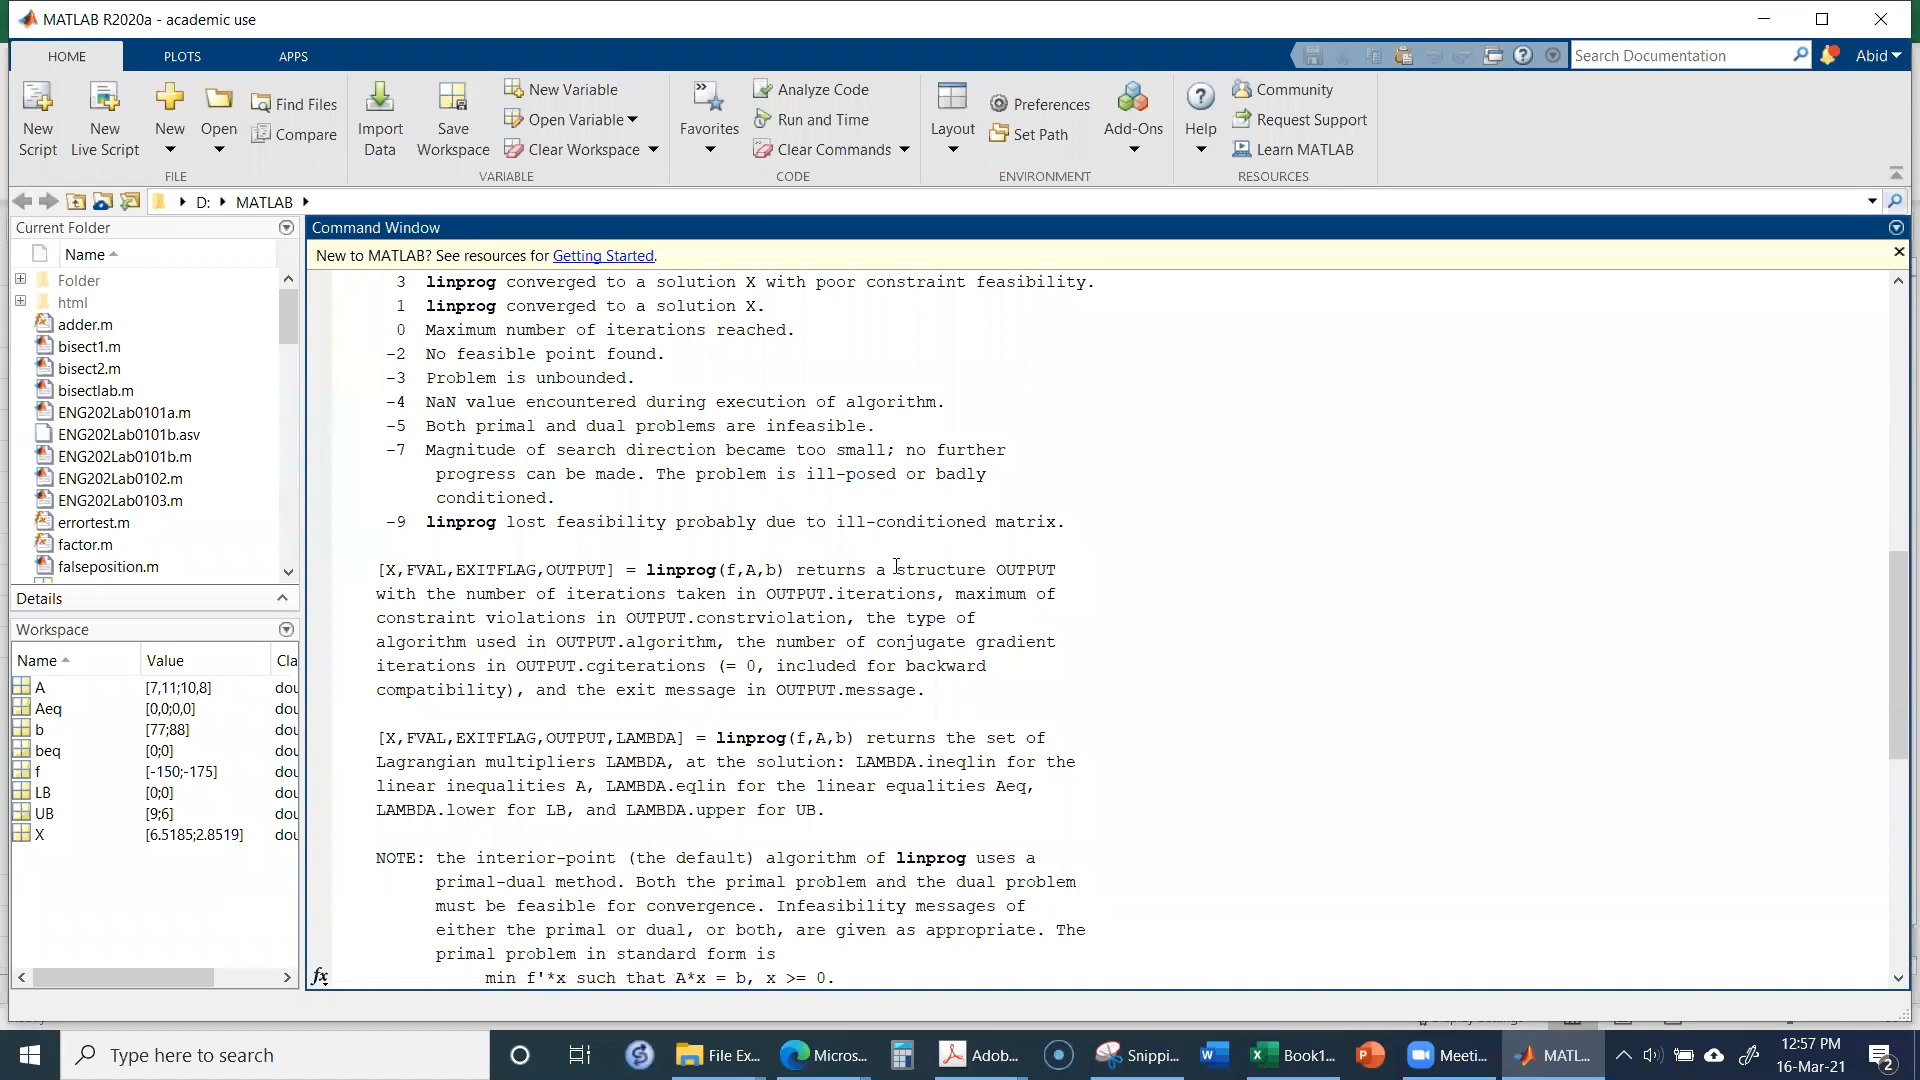 MATLAB R2020a - academic use
HOME PLOTS APPS
Search Documentation Abid
New Script
New Live Script
New
Open
Find Files
Compare
FILE
Import Data
Save Workspace
New Variable
Open Variable
Clear Workspace
VARIABLE
Favorites
Analyze Code
Run and Time
Clear Commands
CODE
Layout
Preferences
Set Path
Add-Ons
ENVIRONMENT
Help
Community
Request Support
Learn MATLAB
RESOURCES
D: MATLAB
Current Folder
Name
Folder
html
adder.m
bisect1.m
bisect2.m
bisectlab.m
ENG202Lab0101a.m
ENG202Lab0101b.asv
ENG202Lab0101b.m
ENG202Lab0102.m
ENG202Lab0103.m
errortest.m
factor.m
falseposition.m
Details
Workspace
Name Value Cla
A [7,11;10,8] dou
Aeq [0,0;0,0] dou
b [77;88] dou
beq [0;0] dou
f [-150;-175] dou
LB [0;0] dou
UB [9;6] dou
X [6.5185;2.8519] dou
Command Window
New to MATLAB? See resources for Getting Started.
3 linprog converged to a solution X with poor constraint feasibility.
1 linprog converged to a solution X.
0 Maximum number of iterations reached.
-2 No feasible point found.
-3 Problem is unbounded.
-4 NaN value encountered during execution of algorithm.
-5 Both primal and dual problems are infeasible.
-7 Magnitude of search direction became too small; no further
progress can be made. The problem is ill-posed or badly
conditioned.
-9 linprog lost feasibility probably due to ill-conditioned matrix.
[X,FVAL,EXITFLAG,OUTPUT] = linprog(f,A,b) returns a structure OUTPUT
with the number of iterations taken in OUTPUT.iterations, maximum of
constraint violations in OUTPUT.constrviolation, the type of
algorithm used in OUTPUT.algorithm, the number of conjugate gradient
iterations in OUTPUT.cgiterations (= 0, included for backward
compatibility), and the exit message in OUTPUT.message.
[X,FVAL,EXITFLAG,OUTPUT,LAMBDA] = linprog(f,A,b) returns the set of
Lagrangian multipliers LAMBDA, at the solution: LAMBDA.ineqlin for the
linear inequalities A, LAMBDA.eqlin for the linear equalities Aeq,
LAMBDA.lower for LB, and LAMBDA.upper for UB.
NOTE: the interior-point (the default) algorithm of linprog uses a
primal-dual method. Both the primal problem and the dual problem
must be feasible for convergence. Infeasibility messages of
either the primal or dual, or both, are given as appropriate. The
primal problem in standard form is
min f'*x such that A*x = b, x >= 0.
fx
Type here to search
File Ex...
Micros...
Adob...
Snippi...
Book1...
Meeti...
MATL...
12:57 PM
16-Mar-21
2